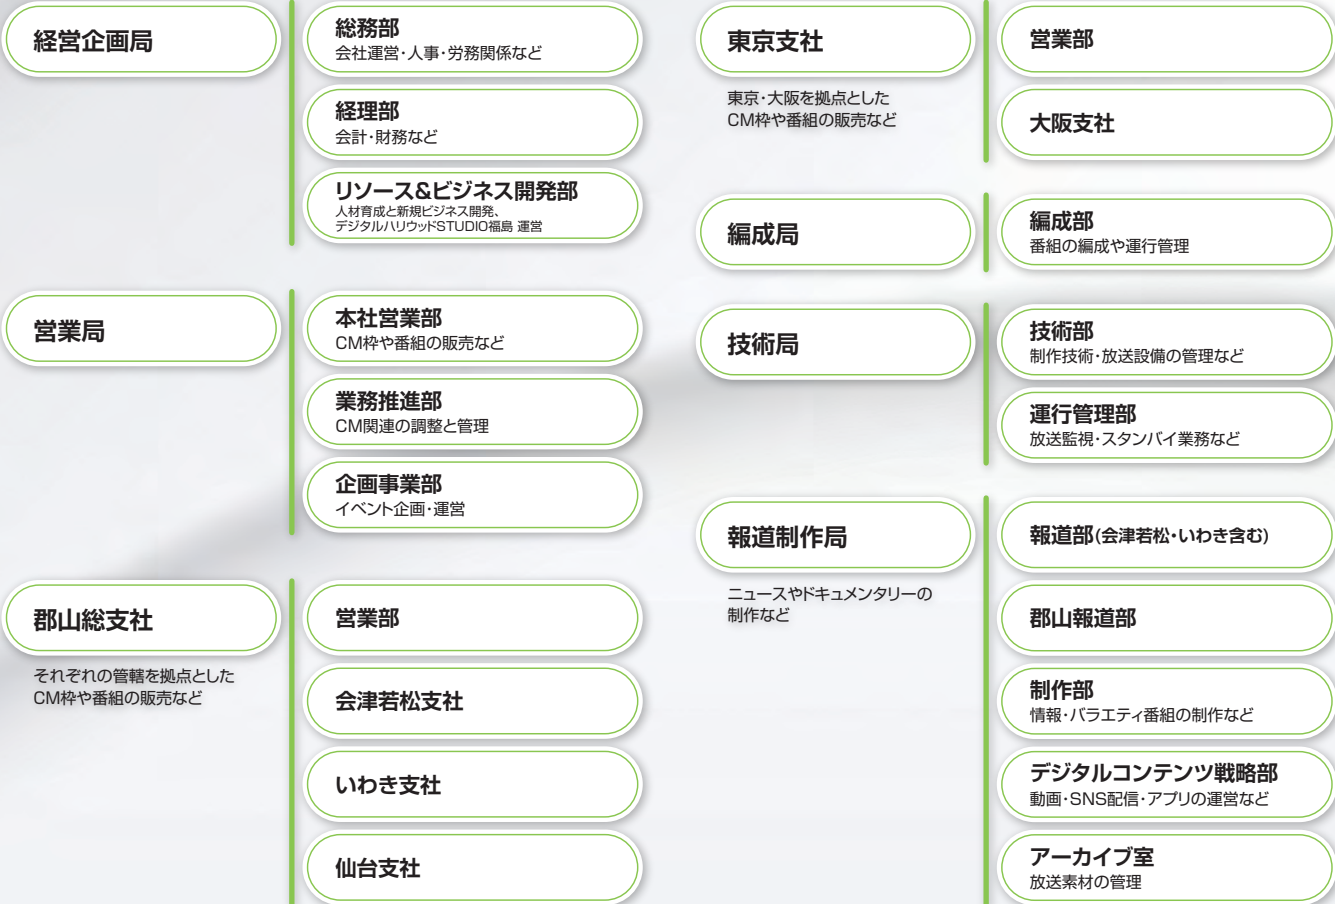 経営企画局
総務部
会社運営・人事・労務関係など
経理部
会計・財務など
リソース&ビジネス開発部
人材育成と新規ビジネス開発、
デジタルハリウッドSTUDIO福島 運営
営業局
本社営業部
CM枠や番組の販売など
業務推進部
CM関連の調整と管理
企画事業部
イベント企画・運営
郡山総支社
それぞれの管轄を拠点とした
CM枠や番組の販売など
営業部
会津若松支社
いわき支社
仙台支社
東京支社
東京・大阪を拠点とした
CM枠や番組の販売など
営業部
大阪支社
編成局
編成部
番組の編成や運行管理
技術局
技術部
制作技術・放送設備の管理など
運行管理部
放送監視・スタンバイ業務など
報道制作局
ニュースやドキュメンタリーの
制作など
報道部(会津若松・いわき含む)
郡山報道部
制作部
情報・バラエティ番組の制作など
デジタルコンテンツ戦略部
動画・SNS配信・アプリの運営など
アーカイブ室
放送素材の管理